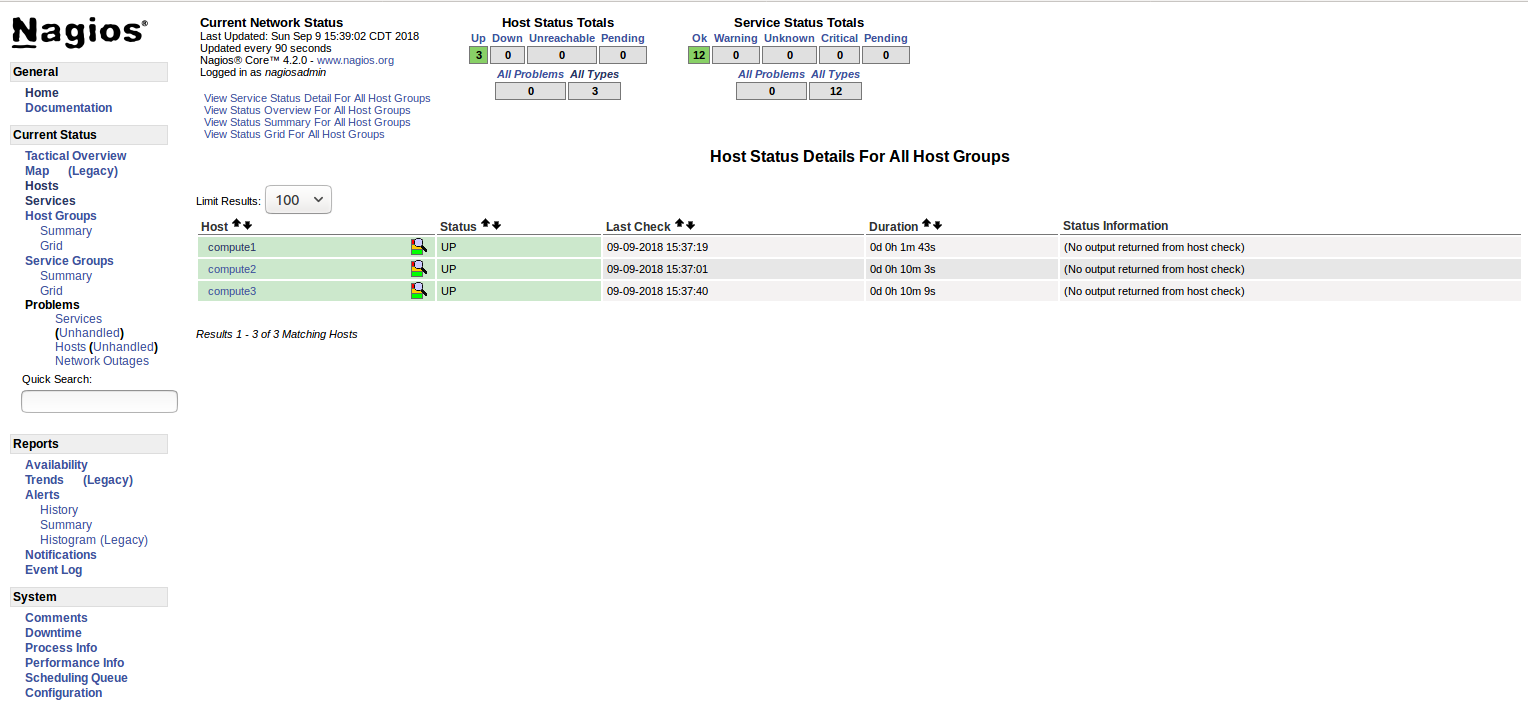 Nagios®
General
Home
Documentation
Current Status
Tactical Overview
Map (Legacy)
Hosts
Services
Host Groups
Summary
Grid
Service Groups
Summary
Grid
Problems
Services
(Unhandled)
Hosts (Unhandled)
Network Outages
Quick Search:
Reports
Availability
Trends (Legacy)
Alerts
History
Summary
Histogram (Legacy)
Notifications
Event Log
System
Comments
Downtime
Process Info
Performance Info
Scheduling Queue
Configuration
Current Network Status
Last Updated: Sun Sep 9 15:39:02 CDT 2018
Updated every 90 seconds
Nagios® Core™ 4.2.0 - www.nagios.org
Logged in as nagiosadmin
View Service Status Detail For All Host Groups
View Status Overview For All Host Groups
View Status Summary For All Host Groups
View Status Grid For All Host Groups
Host Status Totals
Up Down Unreachable Pending
3 0 0 0
All Problems All Types
0 3
Service Status Totals
Ok Warning Unknown Critical Pending
12 0 0 0 0
All Problems All Types
0 12
Host Status Details For All Host Groups
Limit Results: 100
Host Status Last Check Duration Status Information
compute1 UP 09-09-2018 15:37:19 0d 0h 1m 43s (No output returned from host check)
compute2 UP 09-09-2018 15:37:01 0d 0h 10m 3s (No output returned from host check)
compute3 UP 09-09-2018 15:37:40 0d 0h 10m 9s (No output returned from host check)
Results 1 - 3 of 3 Matching Hosts